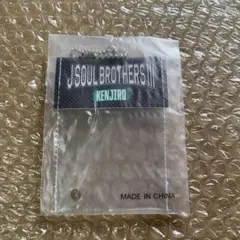 J SOUL BROTHERS III
KENJIRO
MADE IN CHINA